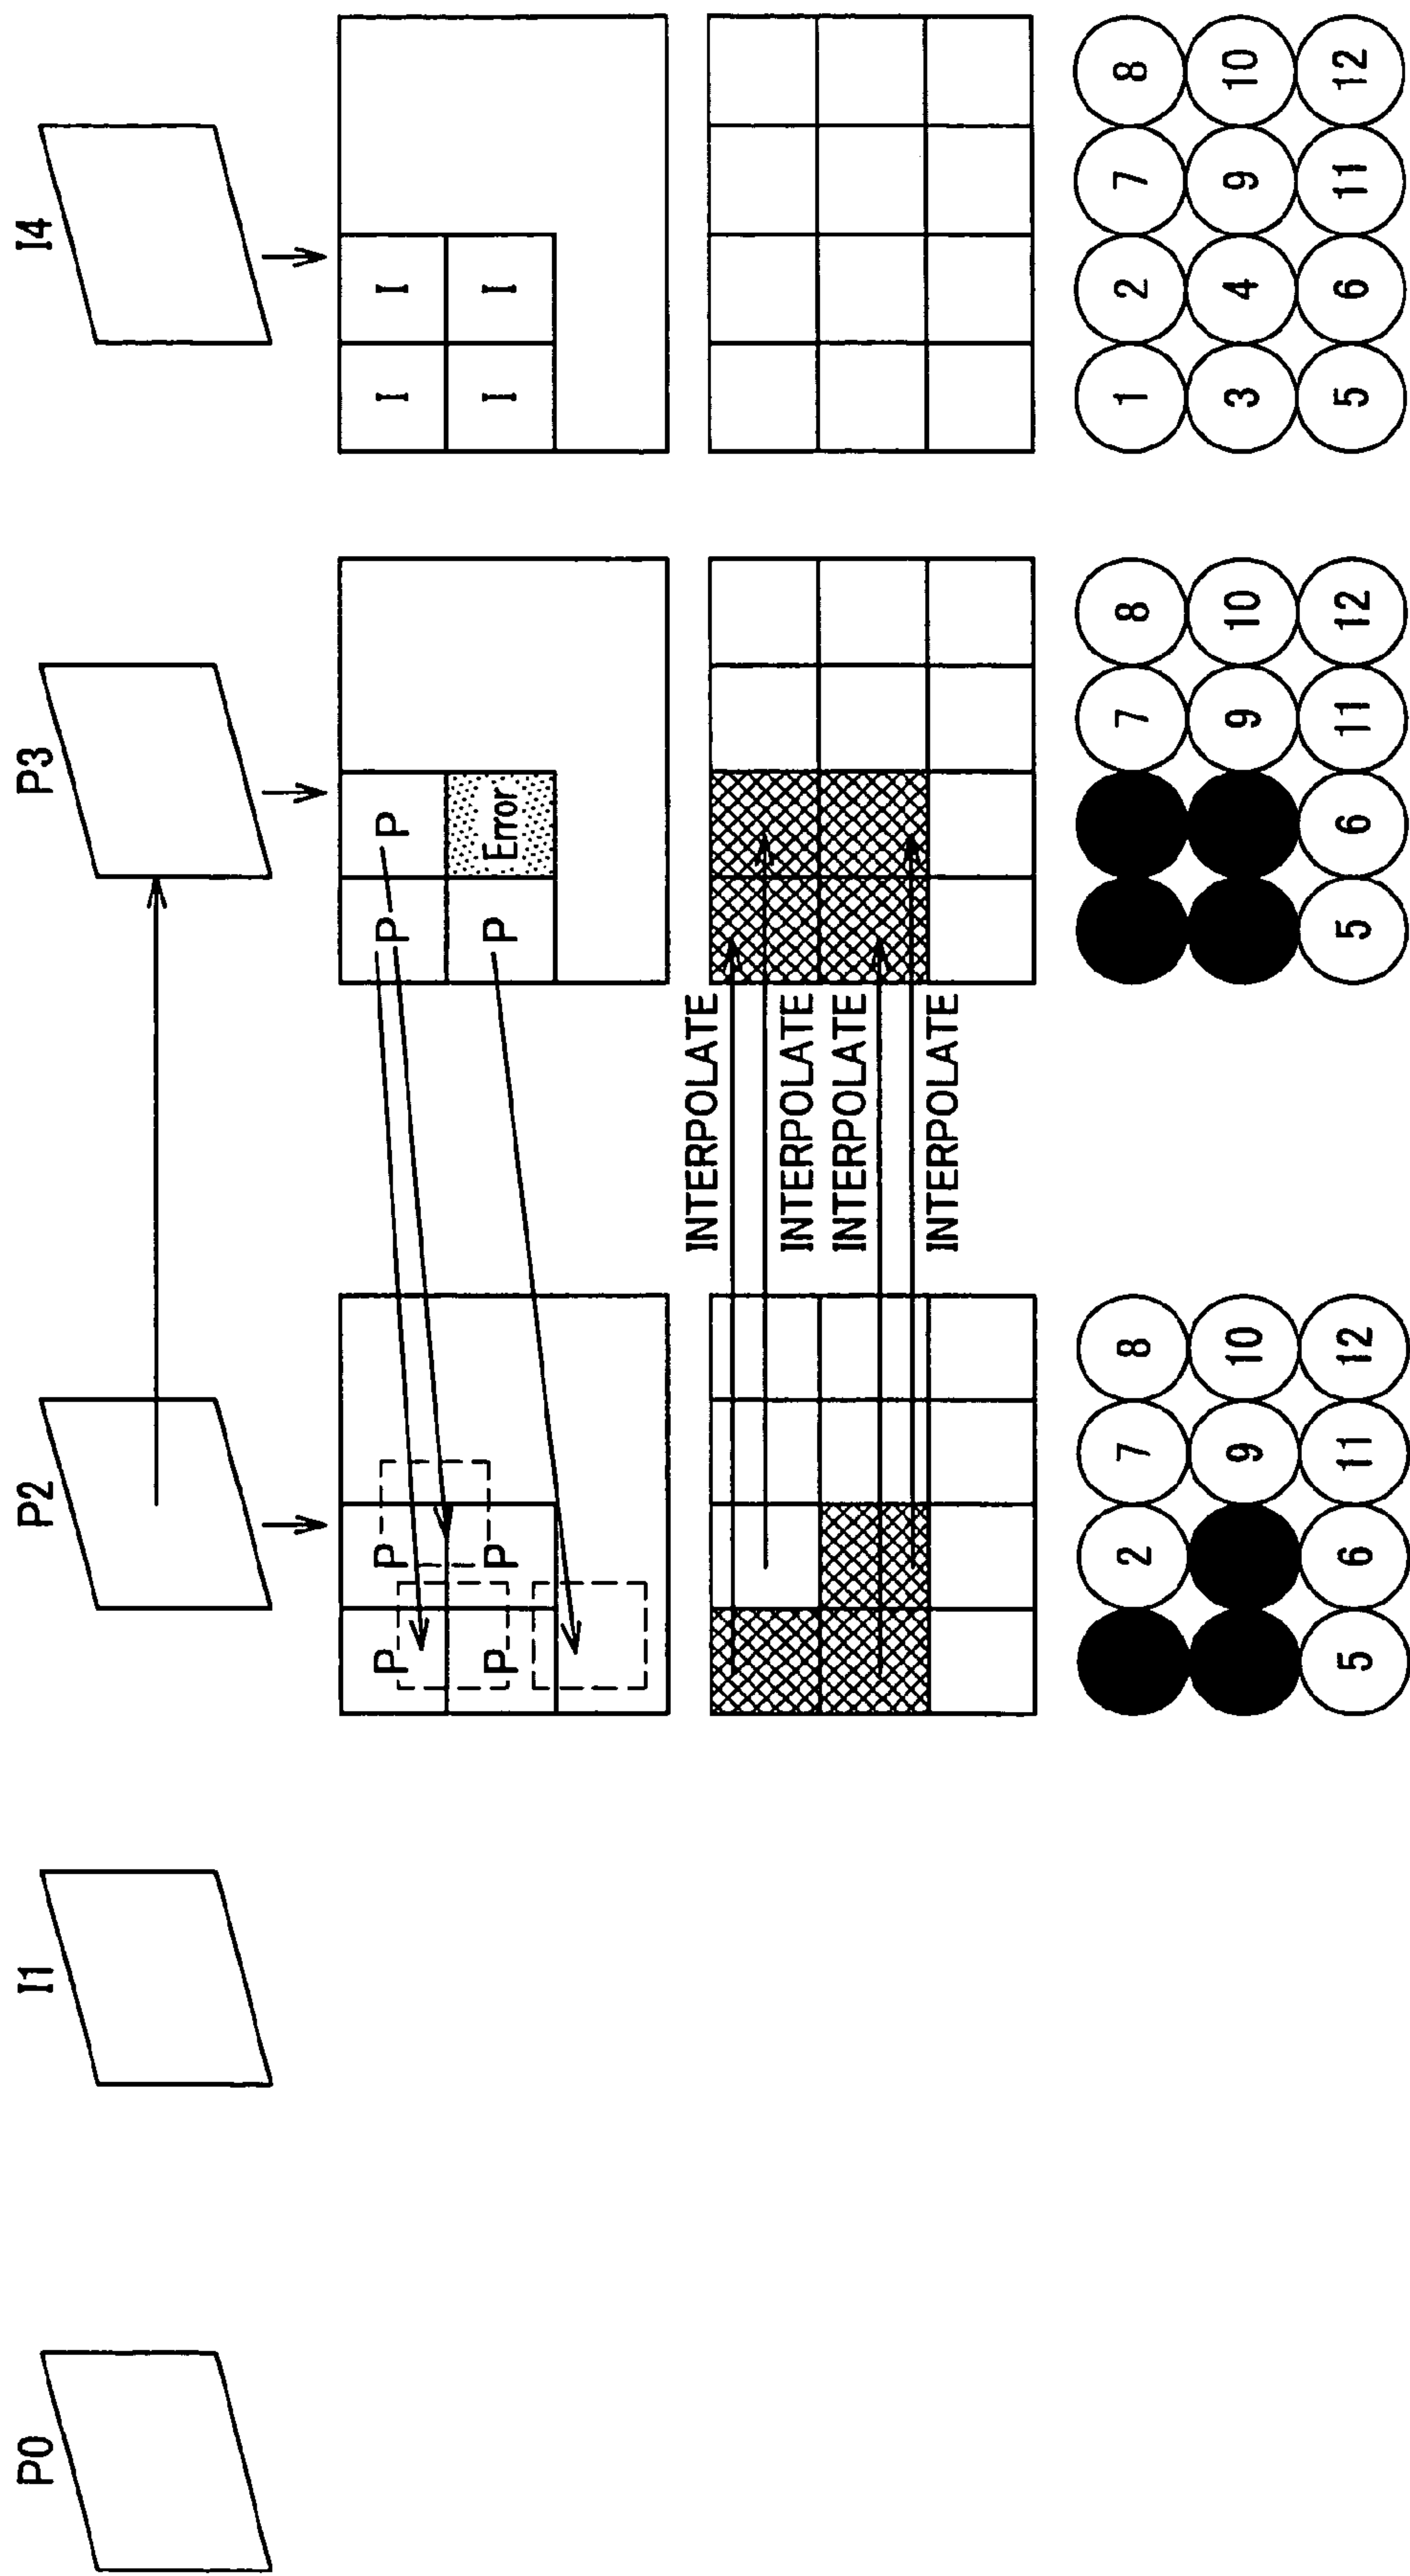 P0 I1 P2 P3 I4
P P P P I I
P P P Error I I
INTERPOLATE
INTERPOLATE
INTERPOLATE
INTERPOLATE
2 7 8 7 8 1 2 7 8
9 10 9 10 3 4 9 10
5 6 11 12 5 6 11 12 5 6 11 12